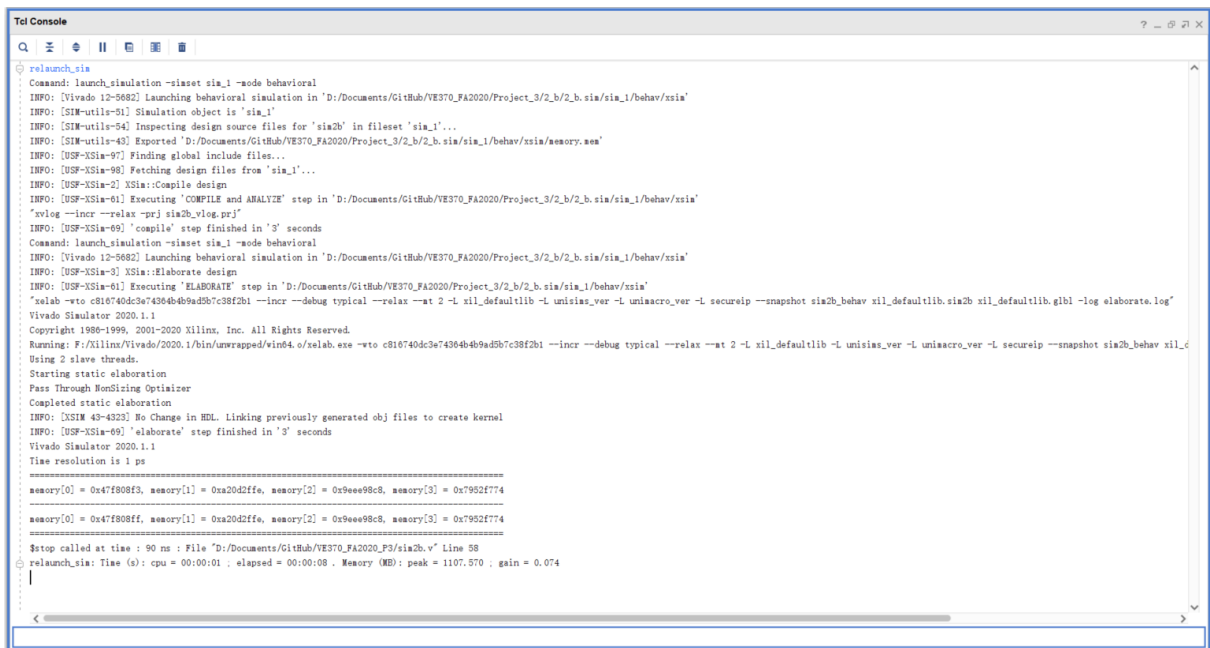 Tcl Console
relaunch_sim
Command: launch_simulation -simset sim_1 -mode behavioral
INFO: [Vivado 12-5682] Launching behavioral simulation in 'D:/Documents/GitHub/VE370_FA2020/Project_3/2_b/2_b.sim/sim_1/behav/xsim'
INFO: [SIM-utils-51] Simulation object is 'sim_1'
INFO: [SIM-utils-54] Inspecting design source files for 'sim2b' in fileset 'sim_1'...
INFO: [SIM-utils-43] Exported 'D:/Documents/GitHub/VE370_FA2020/Project_3/2_b/2_b.sim/sim_1/behav/xsim/memory.mem'
INFO: [USF-XSim-97] Finding global include files...
INFO: [USF-XSim-98] Fetching design files from 'sim_1'...
INFO: [USF-XSim-2] XSim::Compile design
INFO: [USF-XSim-61] Executing 'COMPILE and ANALYZE' step in 'D:/Documents/GitHub/VE370_FA2020/Project_3/2_b/2_b.sim/sim_1/behav/xsim'
"xvlog --incr --relax -prj sim2b_vlog.prj"
INFO: [USF-XSim-69] 'compile' step finished in '3' seconds
Command: launch_simulation -simset sim_1 -mode behavioral
INFO: [Vivado 12-5682] Launching behavioral simulation in 'D:/Documents/GitHub/VE370_FA2020/Project_3/2_b/2_b.sim/sim_1/behav/xsim'
INFO: [USF-XSim-3] XSim::Elaborate design
INFO: [USF-XSim-61] Executing 'ELABORATE' step in 'D:/Documents/GitHub/VE370_FA2020/Project_3/2_b/2_b.sim/sim_1/behav/xsim'
"xelab -wto c816740dc3e74364b4b9ad5b7c38f2b1 --incr --debug typical --relax --mt 2 -L xil_defaultlib -L unisims_ver -L unimacro_ver -L secureip --snapshot sim2b_behav xil_defaultlib.sim2b xil_defaultlib.glbl -log elaborate.log"
Vivado Simulator 2020.1.1
Copyright 1986-1999, 2001-2020 Xilinx, Inc. All Rights Reserved.
Running: F:/Xilinx/Vivado/2020.1/bin/unwrapped/win64.o/xelab.exe -wto c816740dc3e74364b4b9ad5b7c38f2b1 --incr --debug typical --relax --mt 2 -L xil_defaultlib -L unisims_ver -L unimacro_ver -L secureip --snapshot sim2b_behav xil_d
Using 2 slave threads.
Starting static elaboration
Pass Through NonSizing Optimizer
Completed static elaboration
INFO: [XSIM 43-4323] No Change in HDL. Linking previously generated obj files to create kernel
INFO: [USF-XSim-69] 'elaborate' step finished in '3' seconds
Vivado Simulator 2020.1.1
Time resolution is 1 ps
memory[0] = 0x47f808f3, memory[1] = 0xa20d2ffe, memory[2] = 0x9eee98c8, memory[3] = 0x7952f774
memory[0] = 0x47f808ff, memory[1] = 0xa20d2ffe, memory[2] = 0x9eee98c8, memory[3] = 0x7952f774
$stop called at time : 90 ns : File "D:/Documents/GitHub/VE370_FA2020_P3/sim2b.v" Line 58
relaunch_sim: Time (s): cpu = 00:00:01 ; elapsed = 00:00:08 . Memory (MB): peak = 1107.570 ; gain = 0.074